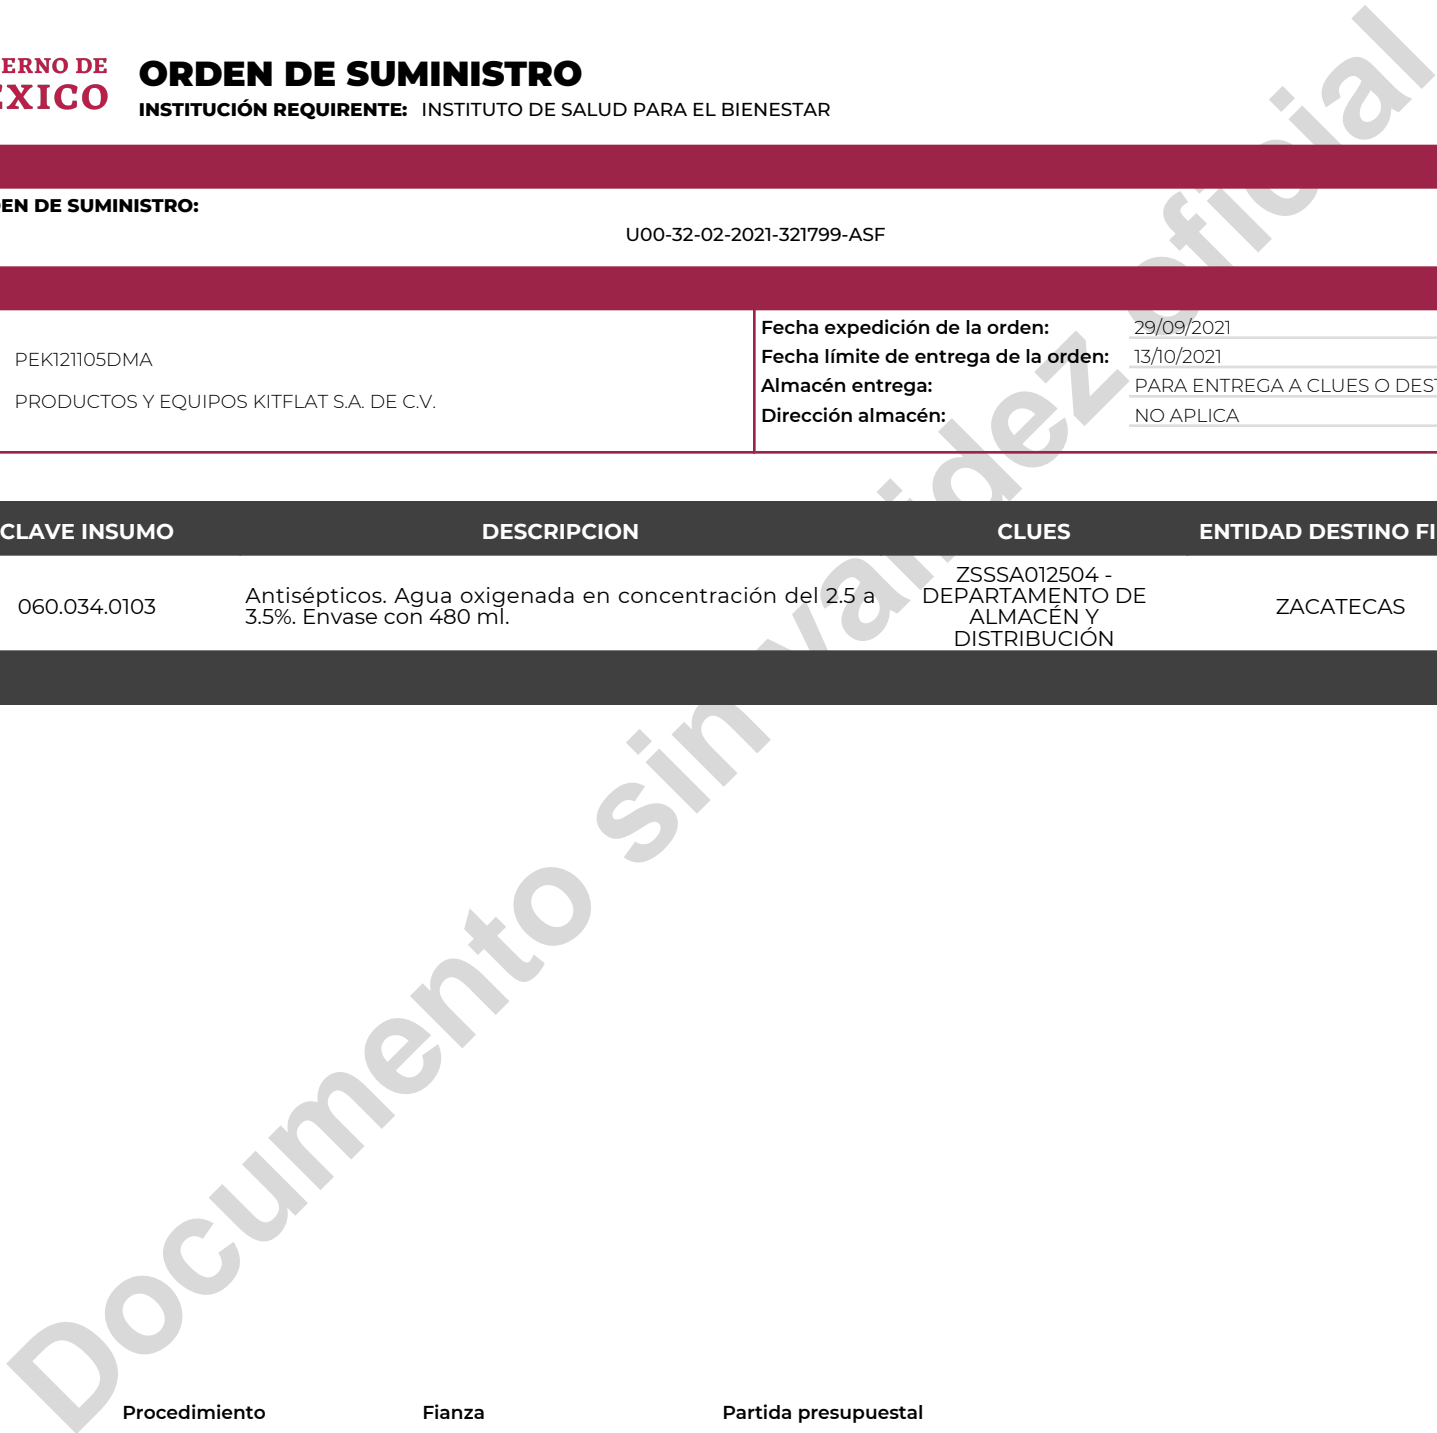 ERNO DE
EXICO
ORDEN DE SUMINISTRO
INSTITUCIÓN REQUIRENTE: INSTITUTO DE SALUD PARA EL BIENESTAR
EN DE SUMINISTRO:
U00-32-02-2021-321799-ASF
PEK121105DMA
PRODUCTOS Y EQUIPOS KITFLAT S.A. DE C.V.
Fecha expedición de la orden: 29/09/2021
Fecha límite de entrega de la orden: 13/10/2021
Almacén entrega: PARA ENTREGA A CLUES O DEST
Dirección almacén: NO APLICA
CLAVE INSUMO DESCRIPCION CLUES ENTIDAD DESTINO FI
060.034.0103
Antisépticos. Agua oxigenada en concentración del 2.5 a
3.5%. Envase con 480 ml.
ZSSSA012504 -
DEPARTAMENTO DE
ALMACÉN Y
DISTRIBUCIÓN
ZACATECAS
Documento sin validez oficial
Procedimiento Fianza Partida presupuestal